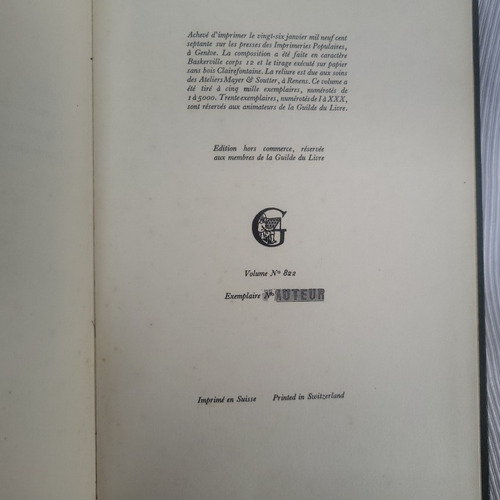 Achevé d'imprimer le vingt-six janvier mil neuf cent
septante sur les presses des Imprimeries Populaires,
à Genève. La composition a été faite en caractère
Baskerville corps 12 et le tirage exécuté sur papier
sans bois Clairefontaine. La reliure est due aux soins
des Ateliers Mayer & Soutter, à Renens. Ce volume a
été tiré à cinq mille exemplaires, numérotés de
1 à 5000. Trente exemplaires, numérotés de I à XXX,
sont réservés aux animateurs de la Guilde du Livre.
Edition hors commerce, réservée
aux membres de la Guilde du Livre
G
Volume Nº 822
Exemplaire Nº AUTEUR
Imprimé en Suisse Printed in Switzerland